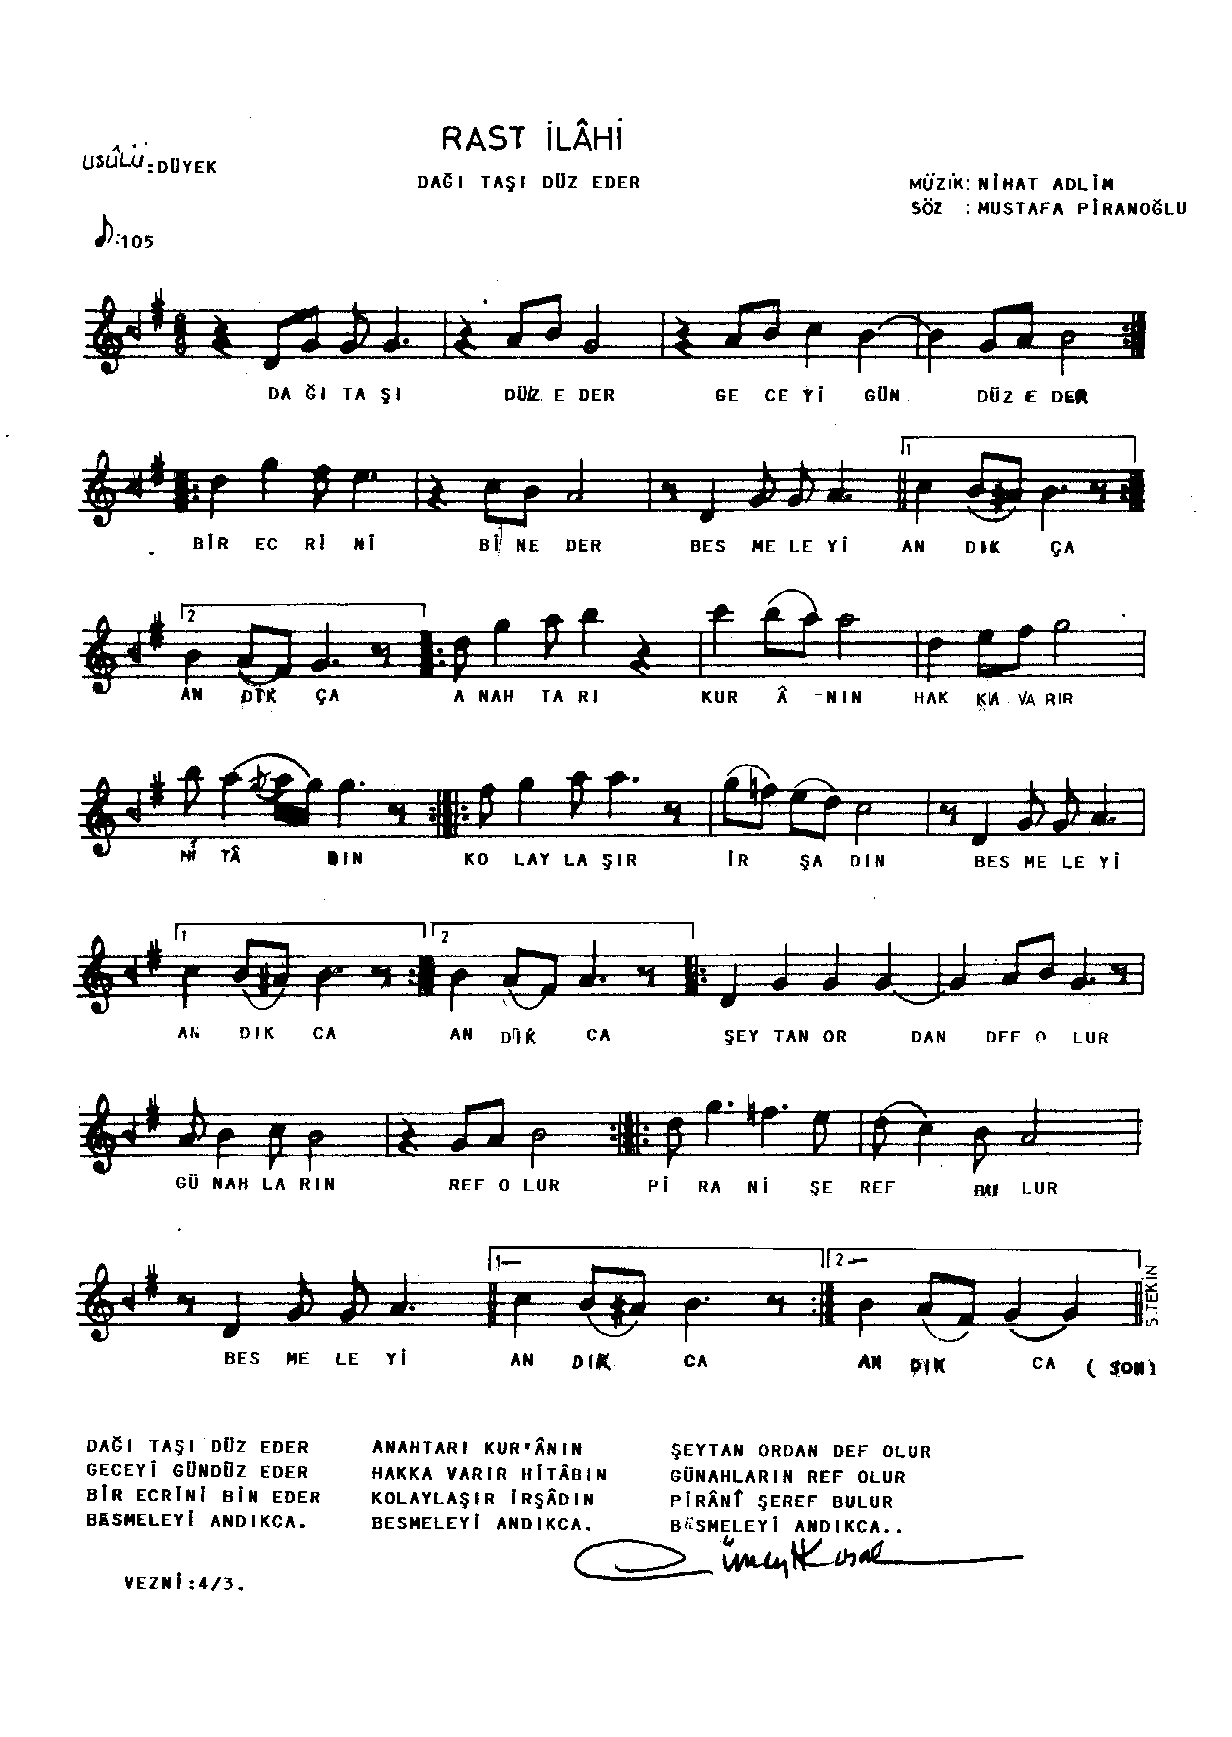 RAST İLÂHİ
USÛLÜ:DÜYEK
DAĞI TAŞI DÜZ EDER
MÜZİK: NİHAT ADLİM
SÖZ : MUSTAFA PİRANOĞLU
:105
DA ĞI TA ŞI DÜZ E DER GE CE Yİ GÜN DÜZ E DER
1
BİR EC Rİ Nİ Bİ NE DER BES ME LE Yİ AN DIK ÇA
2
AN DIK ÇA A NAH TA RI KUR Â -NIN HAK KA VA RIR
Hİ TÂ BIN KO LAY LA ŞIR İR ŞA DIN BES ME LE Yİ
1 2
AN DIK CA AN DIK CA ŞEY TAN OR DAN DEF O LUR
GÜ NAH LA RIN REF O LUR Pİ RA Nİ ŞE REF BU LUR
1— 2—
BES ME LE Yİ AN DIK CA AN DIK CA ( SON)
S.TEKIN
DAĞI TAŞI DÜZ EDER
GECEYİ GÜNDÜZ EDER
BİR ECRİNİ BİN EDER
BESMELEYİ ANDIKCA.
ANAHTARI KUR'ÂNIN
HAKKA VARIR HİTÂBIN
KOLAYLAŞIR İRŞÂDIN
BESMELEYİ ANDIKCA.
ŞEYTAN ORDAN DEF OLUR
GÜNAHLARIN REF OLUR
PİRÂNÎ ŞEREF BULUR
BESMELEYİ ANDIKCA..
VEZNİ:4/3.